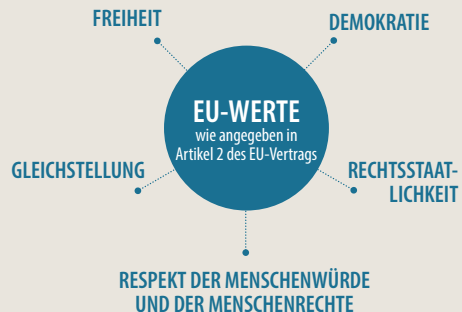 FREIHEIT
DEMOKRATIE
EU-WERTE
wie angegeben in
Artikel 2 des EU-Vertrags
GLEICHSTELLUNG
RECHTSSTAAT-
LICHKEIT
RESPEKT DER MENSCHENWÜRDE
UND DER MENSCHENRECHTE